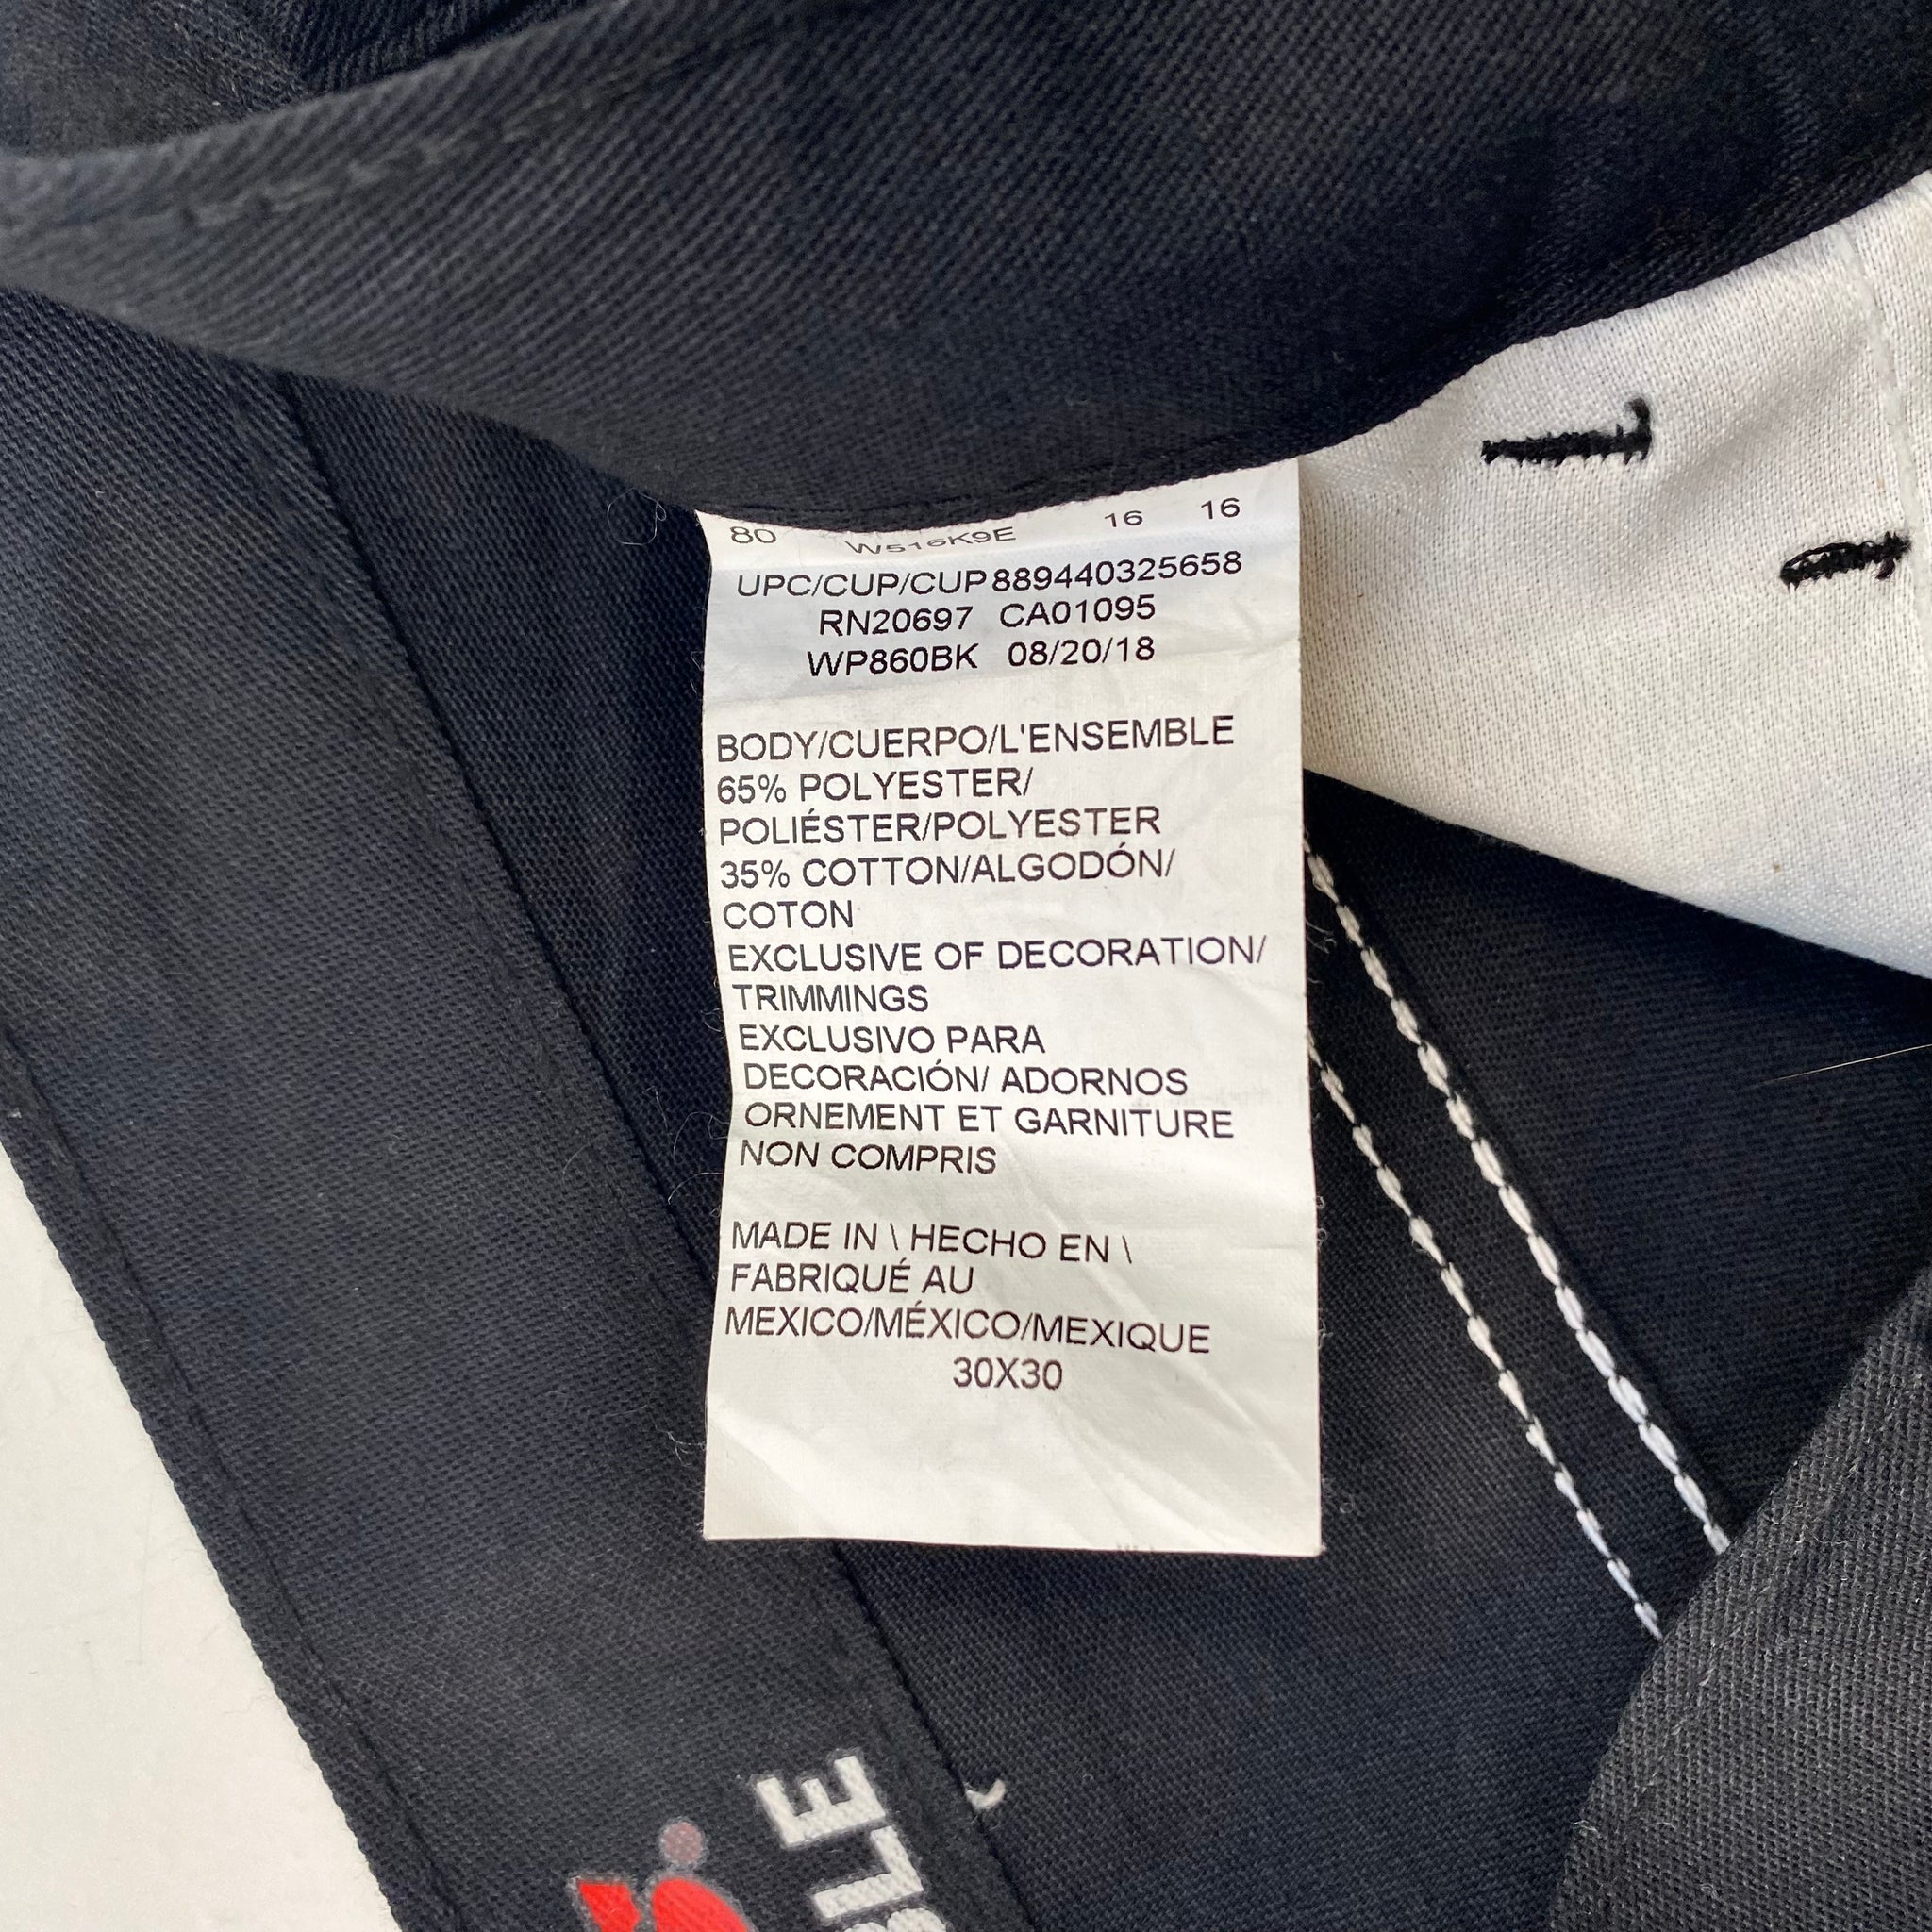 80 W516K9E 16 16
UPC/CUP/CUP 889440325658
RN20697 CA01095
WP860BK 08/20/18
BODY/CUERPO/L'ENSEMBLE
65% POLYESTER/
POLIÉSTER/POLYESTER
35% COTTON/ALGODÓN/
COTON
EXCLUSIVE OF DECORATION/
TRIMMINGS
EXCLUSIVO PARA
DECORACIÓN/ ADORNOS
ORNEMENT ET GARNITURE
NON COMPRIS
MADE IN \ HECHO EN \
FABRIQUÉ AU
MEXICO/MÉXICO/MEXIQUE
30X30